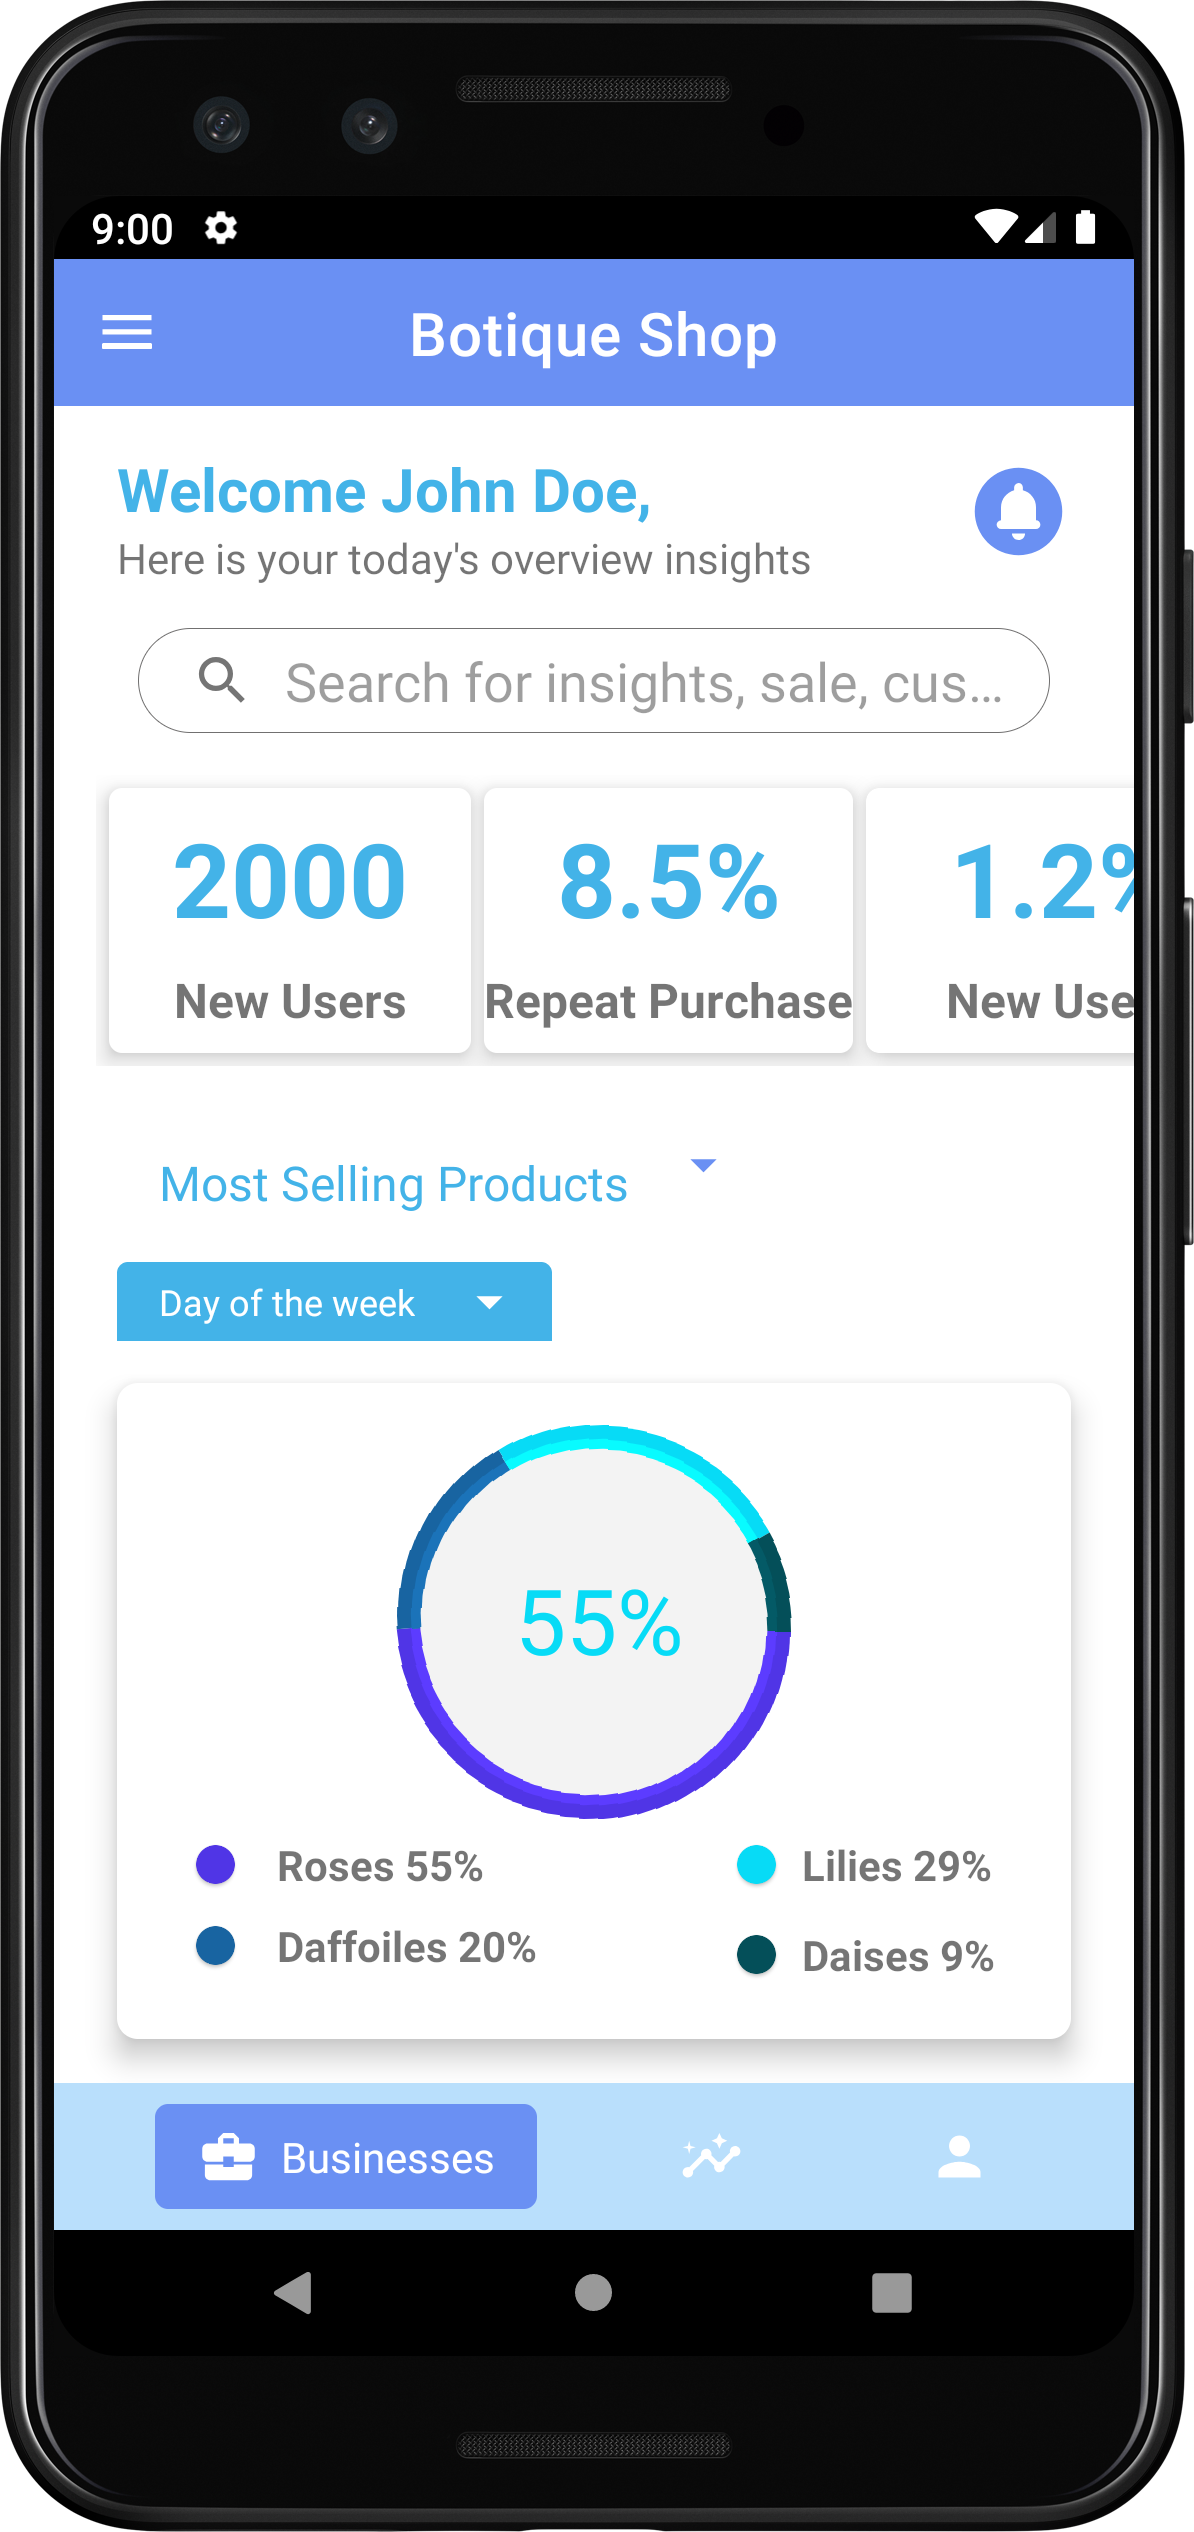 9:00
Botique Shop
Welcome John Doe,
Here is your today's overview insights
Search for insights, sale, cus...
2000 8.5% 1.2%
New Users Repeat Purchase New Use
Most Selling Products
Day of the week
55%
Roses 55% Lilies 29%
Daffoiles 20% Daises 9%
Businesses